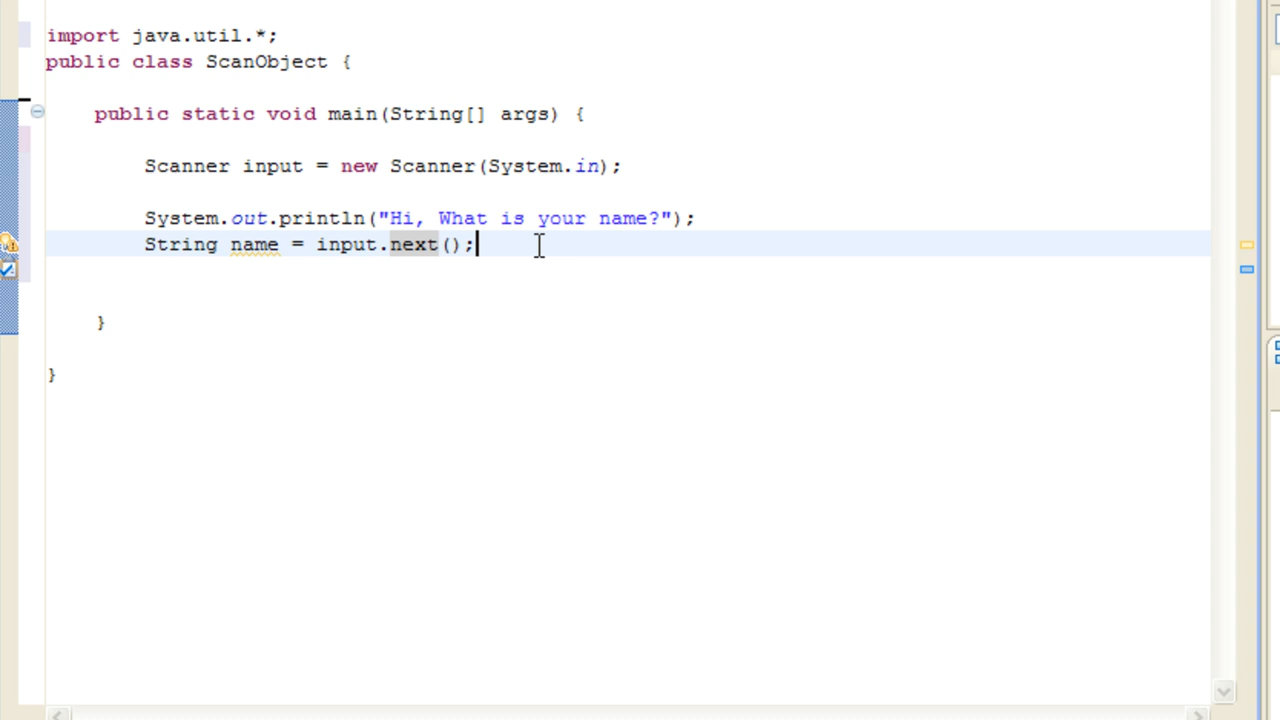 import java.util.*;
public class ScanObject {
public static void main(String[] args) {
Scanner input = new Scanner(System.in);
System.out.println("Hi, What is your name?");
String name = input.next();
}
}